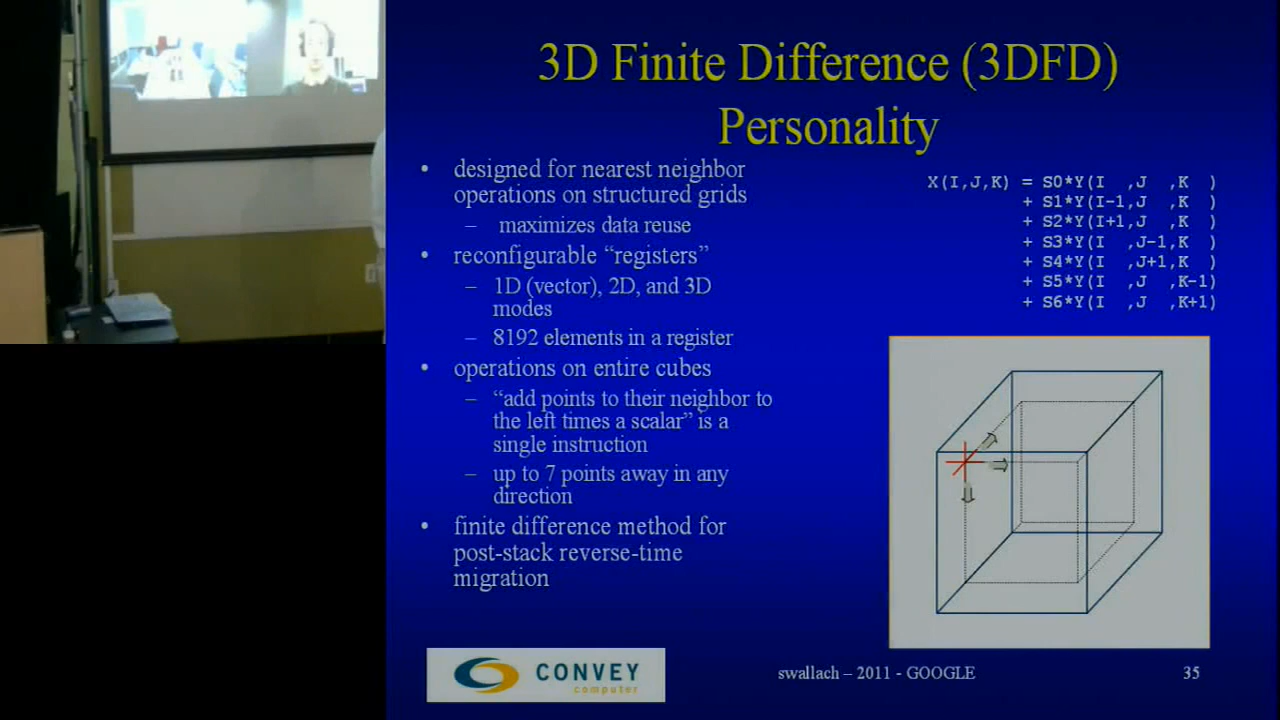 3D Finite Difference (3DFD)
Personality
• designed for nearest neighbor
operations on structured grids
– maximizes data reuse
• reconfigurable “registers”
– 1D (vector), 2D, and 3D
modes
– 8192 elements in a register
• operations on entire cubes
– “add points to their neighbor to
the left times a scalar” is a
single instruction
– up to 7 points away in any
direction
• finite difference method for
post-stack reverse-time
migration
X(I,J,K) = S0*Y(I ,J ,K )
+ S1*Y(I-1,J ,K )
+ S2*Y(I+1,J ,K )
+ S3*Y(I ,J-1,K )
+ S4*Y(I ,J+1,K )
+ S5*Y(I ,J ,K-1)
+ S6*Y(I ,J ,K+1)
CONVEY
computer
swallach – 2011 - GOOGLE
35